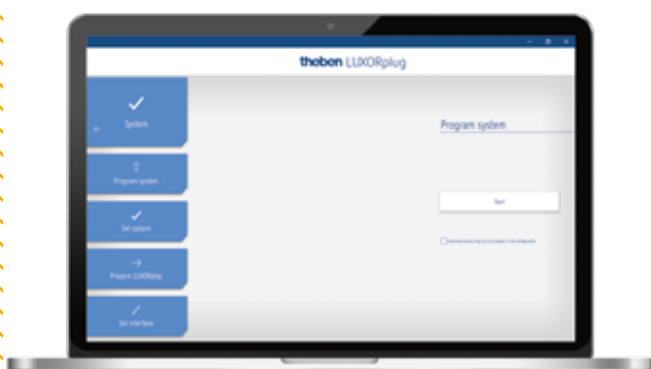 theben LUXORplug
System
Program system
Set system
Prepare LUXORplay
Set interface
Program system
Start